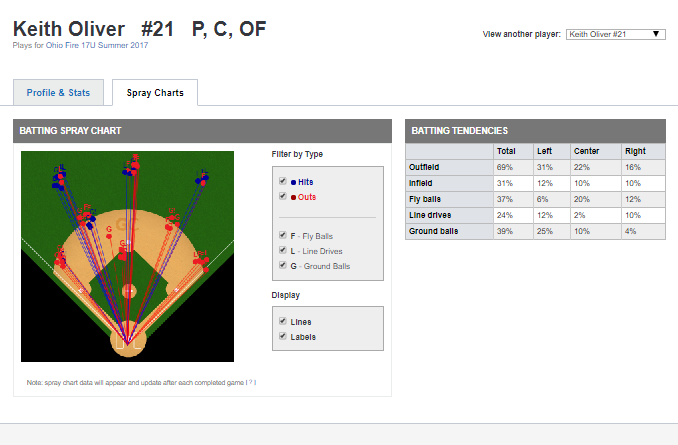 Keith Oliver #21 P, C, OF
Plays for Ohio Fire 17U Summer 2017
View another player: Keith Oliver #21
Profile & Stats Spray Charts
BATTING SPRAY CHART
Filter by Type
Hits
Outs
F - Fly Balls
L - Line Drives
G - Ground Balls
Display
Lines
Labels
GC
G
Note: spray chart data will appear and update after each completed game [ ? ]
BATTING TENDENCIES
Total Left Center Right
Outfield 69% 31% 22% 16%
Infield 31% 12% 10% 10%
Fly balls 37% 6% 20% 12%
Line drives 24% 12% 2% 10%
Ground balls 39% 25% 10% 4%